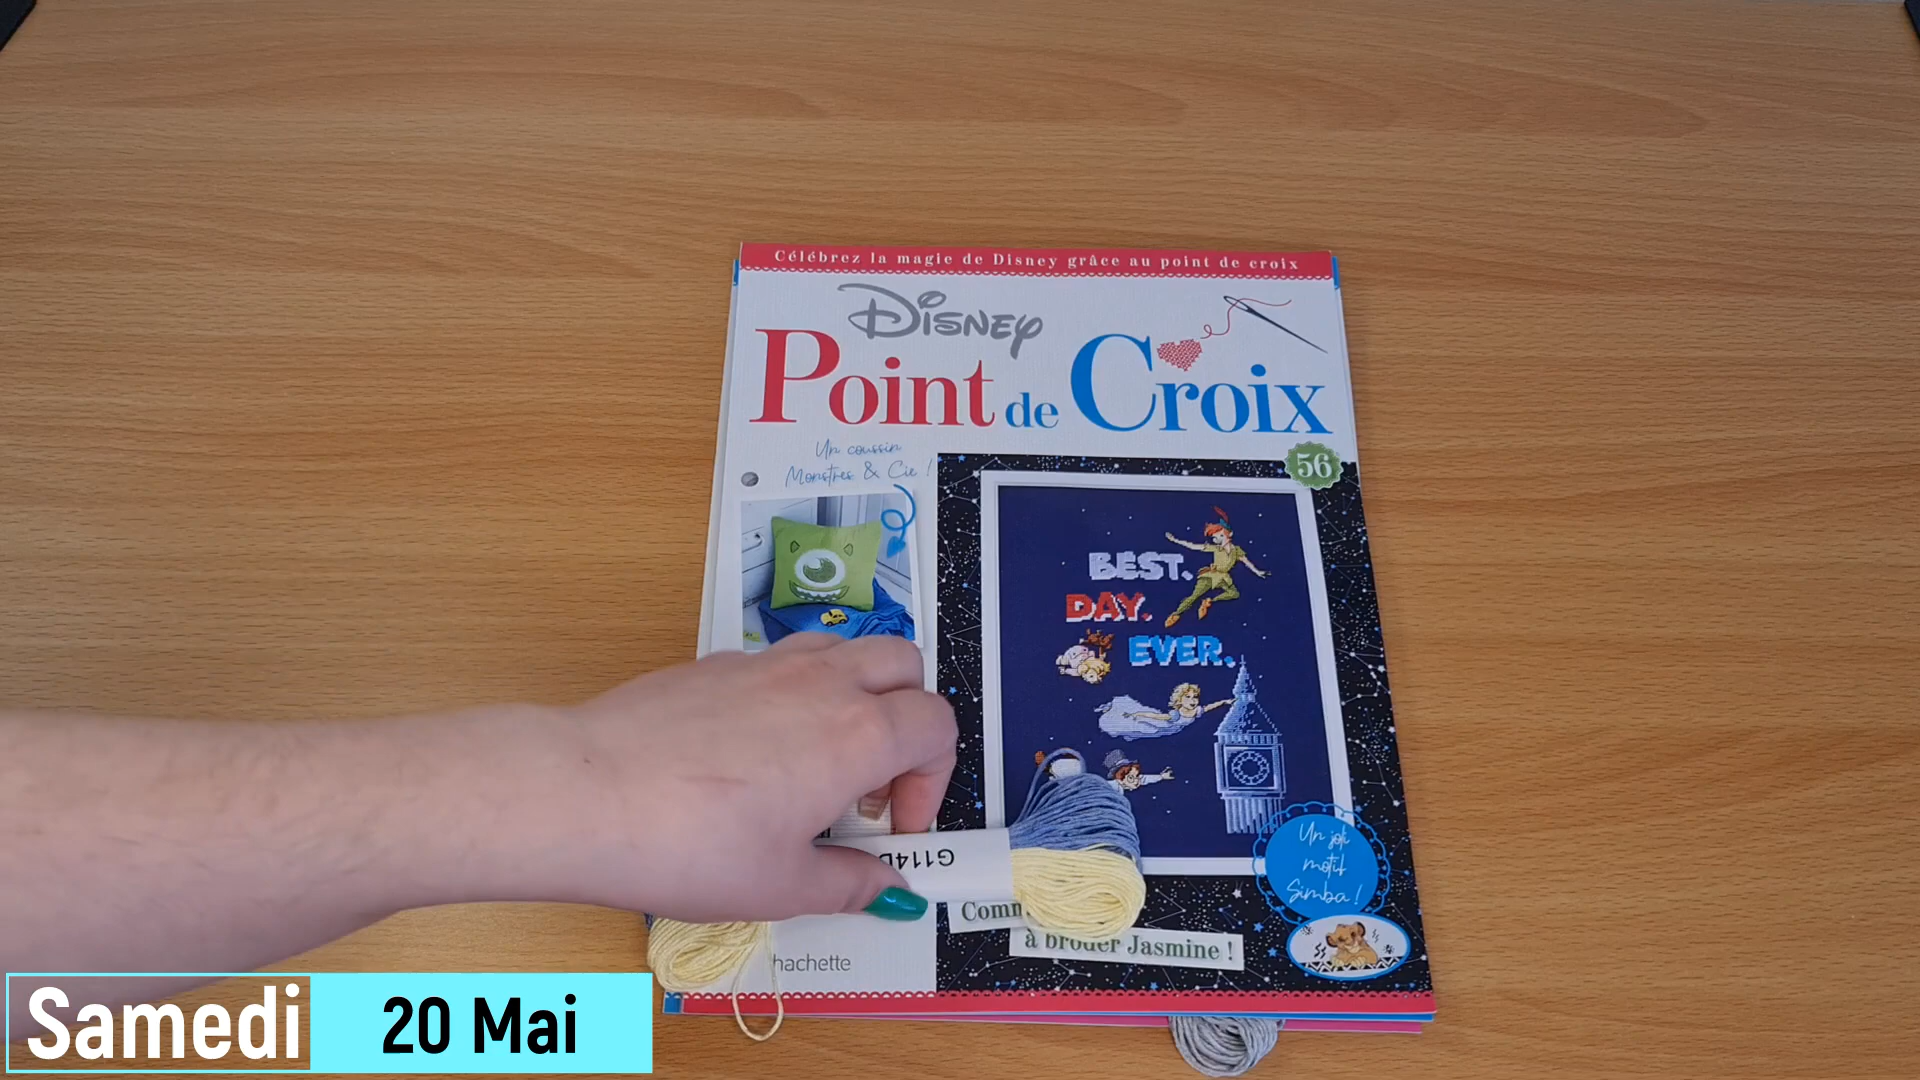 Célébrez la magie de Disney grâce au point de croix
Disney
Point de Croix
56
Un coussin
Monstres & Cie !
BEST.
DAY.
EVER.
G114
Un joli
motif
Simba !
à broder Jasmine !
hachette
Samedi 20 Mai